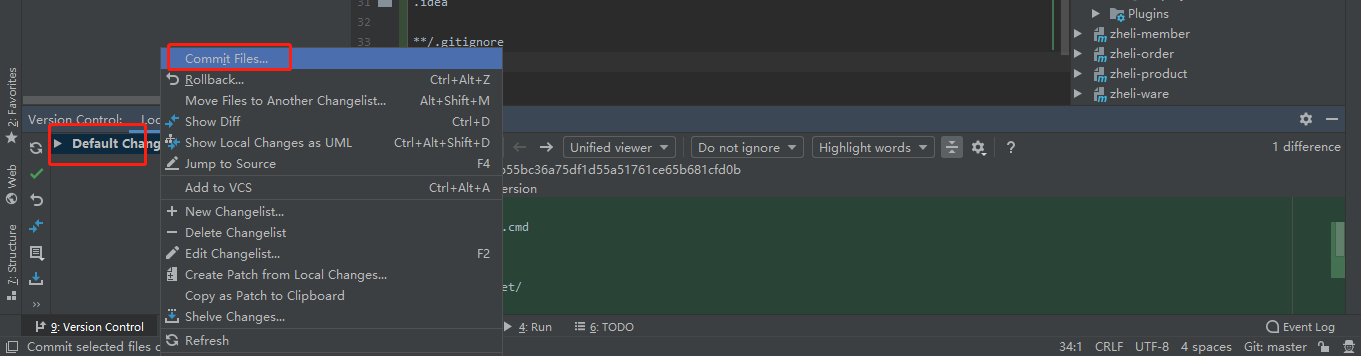 31 .idea
32
33 **/.gitignore
Plugins
zheli-member
zheli-order
zheli-product
zheli-ware
2: Favorites
Web
7: Structure
Version Control: Loc
Default Chang
Commit Files...
Rollback... Ctrl+Alt+Z
Move Files to Another Changelist... Alt+Shift+M
Show Diff Ctrl+D
Show Local Changes as UML Ctrl+Alt+Shift+D
Jump to Source F4
Add to VCS Ctrl+Alt+A
New Changelist...
Delete Changelist
Edit Changelist... F2
Create Patch from Local Changes...
Copy as Patch to Clipboard
Shelve Changes...
Refresh
Unified viewer Do not ignore Highlight words ? 1 difference
55bc36a75df1d55a51761ce65b681cfd0b
ersion
.cmd
et/
9: Version Control 4: Run 6: TODO Event Log
Commit selected files 34:1 CRLF UTF-8 4 spaces Git: master